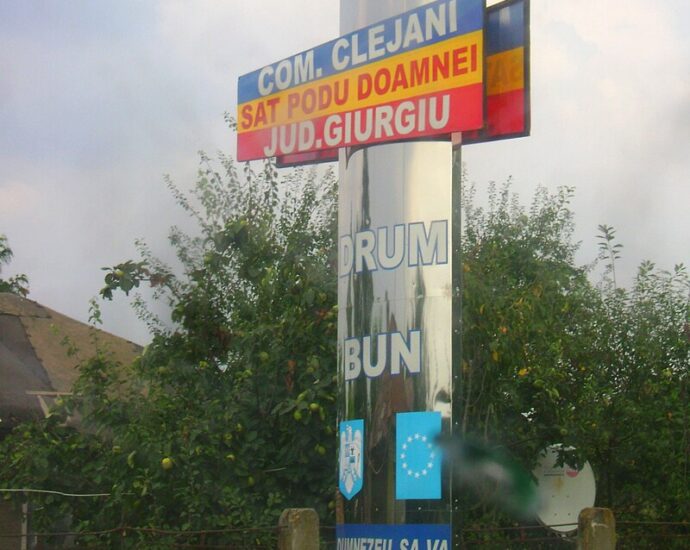 COM. CLEJANI
SAT PODU DOAMNEI
JUD.GIURGIU
DRUM
BUN
DUMNEZEU SA VA